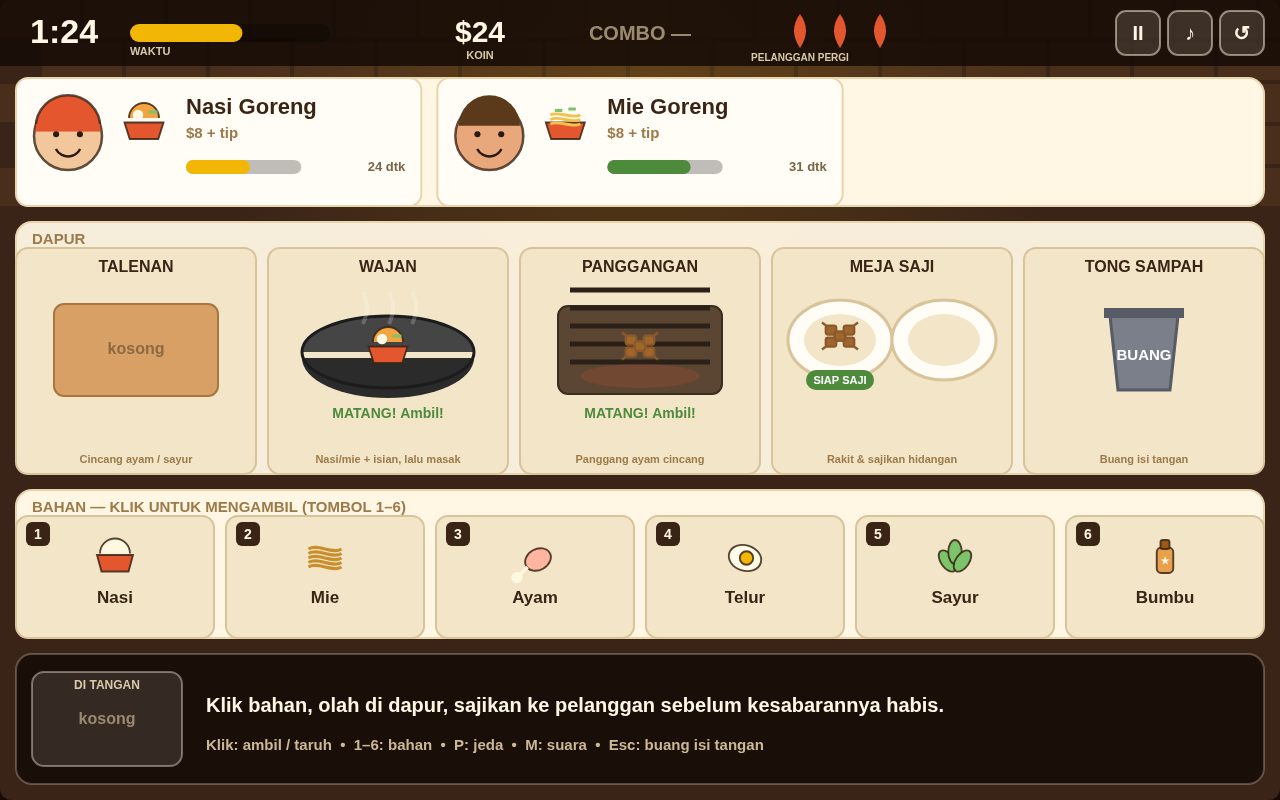 1:24
WAKTU
$24
KOIN
COMBO —
PELANGGAN PERGI
II
♪
↺
Nasi Goreng
$8 + tip
24 dtk
Mie Goreng
$8 + tip
31 dtk
DAPUR
TALENAN
kosong
Cincang ayam / sayur
WAJAN
MATANG! Ambil!
Nasi/mie + isian, lalu masak
PANGGANGAN
MATANG! Ambil!
Panggang ayam cincang
MEJA SAJI
SIAP SAJI
Rakit & sajikan hidangan
TONG SAMPAH
BUANG
Buang isi tangan
BAHAN — KLIK UNTUK MENGAMBIL (TOMBOL 1–6)
1
Nasi
2
Mie
3
Ayam
4
Telur
5
Sayur
6
Bumbu
DI TANGAN
kosong
Klik bahan, olah di dapur, sajikan ke pelanggan sebelum kesabarannya habis.
Klik: ambil / taruh • 1–6: bahan • P: jeda • M: suara • Esc: buang isi tangan